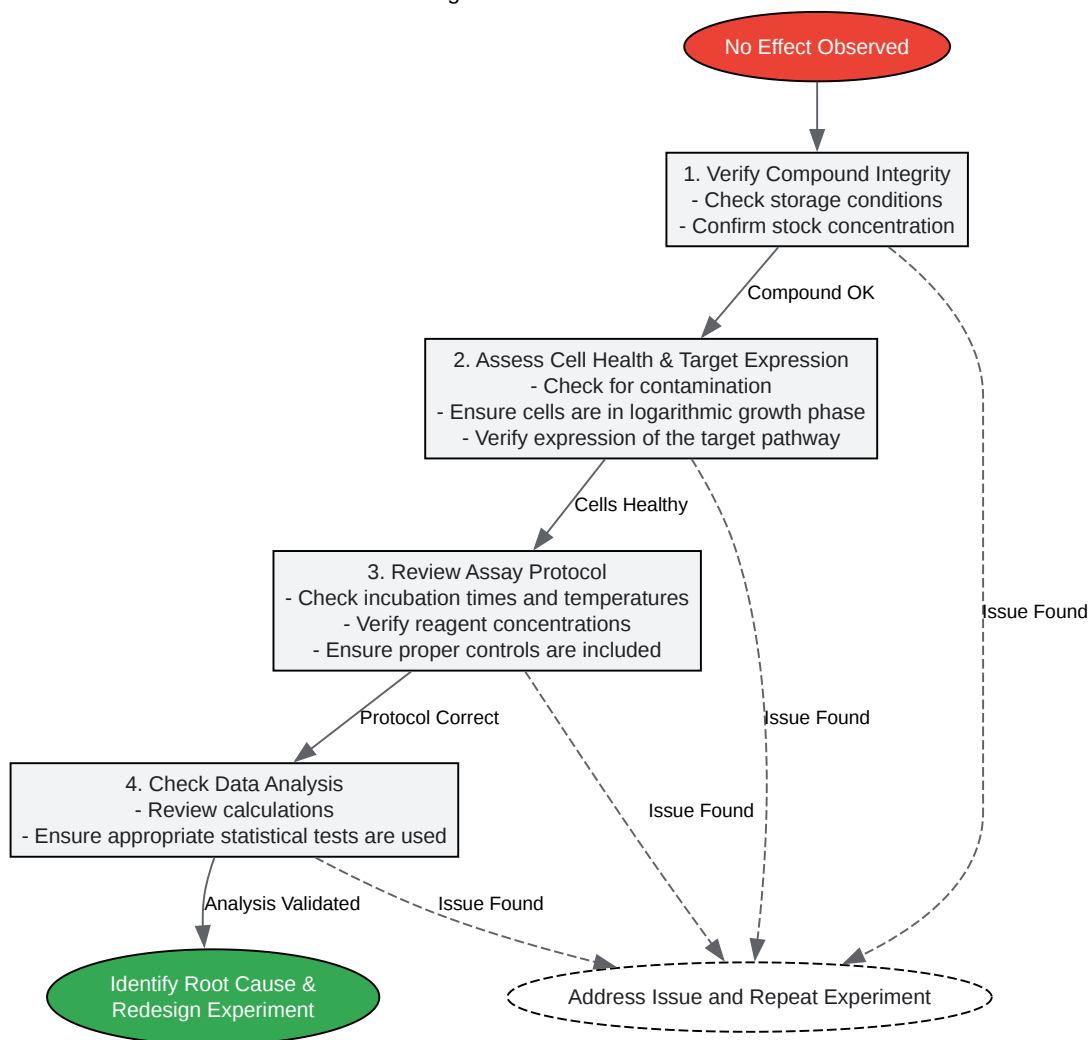 No Effect Observed
1. Verify Compound Integrity
- Check storage conditions
- Confirm stock concentration
Compound OK
2. Assess Cell Health & Target Expression
- Check for contamination
- Ensure cells are in logarithmic growth phase
- Verify expression of the target pathway
Cells Healthy
3. Review Assay Protocol
- Check incubation times and temperatures
- Verify reagent concentrations
- Ensure proper controls are included
Issue Found
Protocol Correct
Issue Found
4. Check Data Analysis
- Review calculations
- Ensure appropriate statistical tests are used
Issue Found
Analysis Validated
Issue Found
Identify Root Cause &
Redesign Experiment
Address Issue and Repeat Experiment